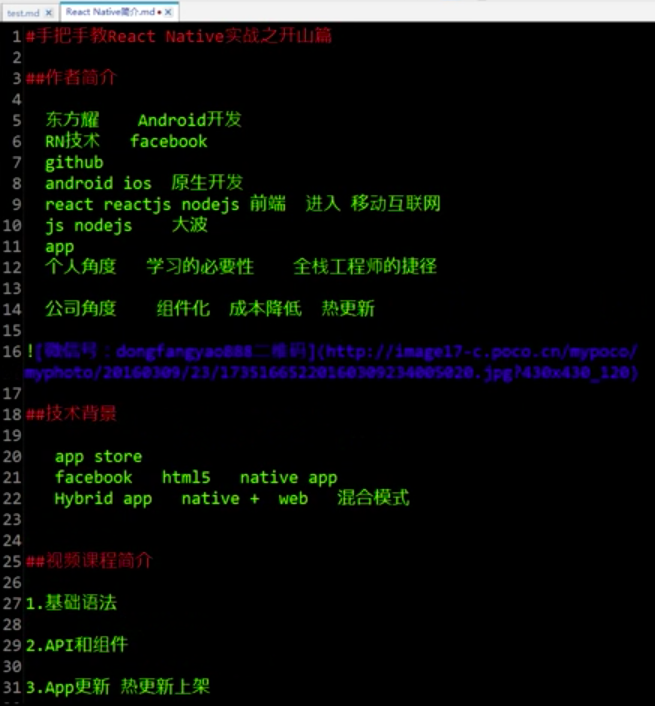 test.md
React Native简介.md
1 #手把手教React Native实战之开山篇
2
3 ##作者简介
4
5 东方耀 Android开发
6 RN技术 facebook
7 github
8 android ios 原生开发
9 react reactjs nodejs 前端 进入 移动互联网
10 js nodejs 大波
11 app
12 个人角度 学习的必要性 全栈工程师的捷径
13
14 公司角度 组件化 成本降低 热更新
15
16 ![微信号：dongfangyao888二维码](http://image17-c.poco.cn/mypoco/
myphoto/20160309/23/17351665220160309234005020.jpg?430x430_120)
17
18 ##技术背景
19
20 app store
21 facebook html5 native app
22 Hybrid app native + web 混合模式
23
24
25 ##视频课程简介
26
27 1.基础语法
28
29 2.API和组件
30
31 3.App更新 热更新上架